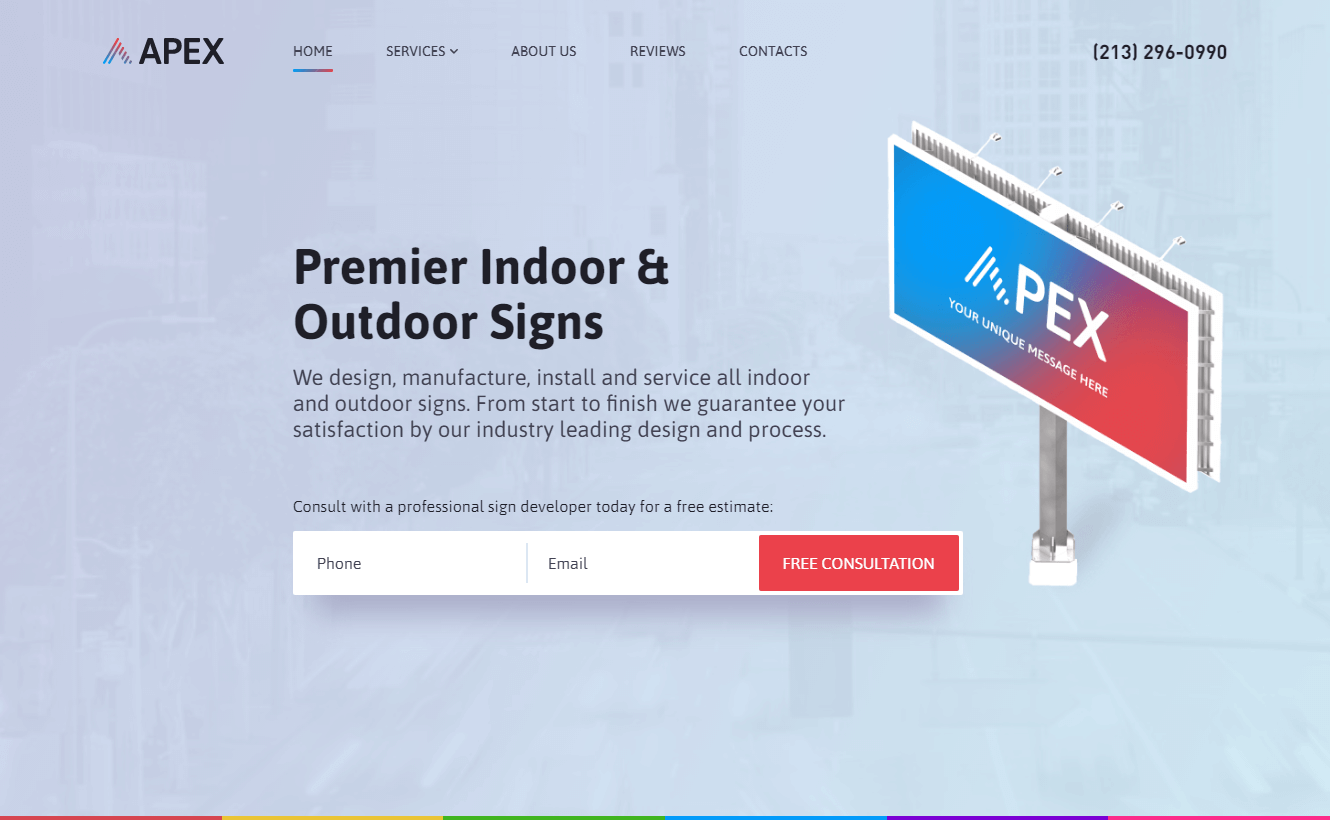 APEX
HOME
SERVICES
ABOUT US
REVIEWS
CONTACTS
(213) 296-0990
Premier Indoor &
Outdoor Signs
We design, manufacture, install and service all indoor
and outdoor signs. From start to finish we guarantee your
satisfaction by our industry leading design and process.
Consult with a professional sign developer today for a free estimate:
Phone
Email
FREE CONSULTATION
APEX
YOUR UNIQUE MESSAGE HERE